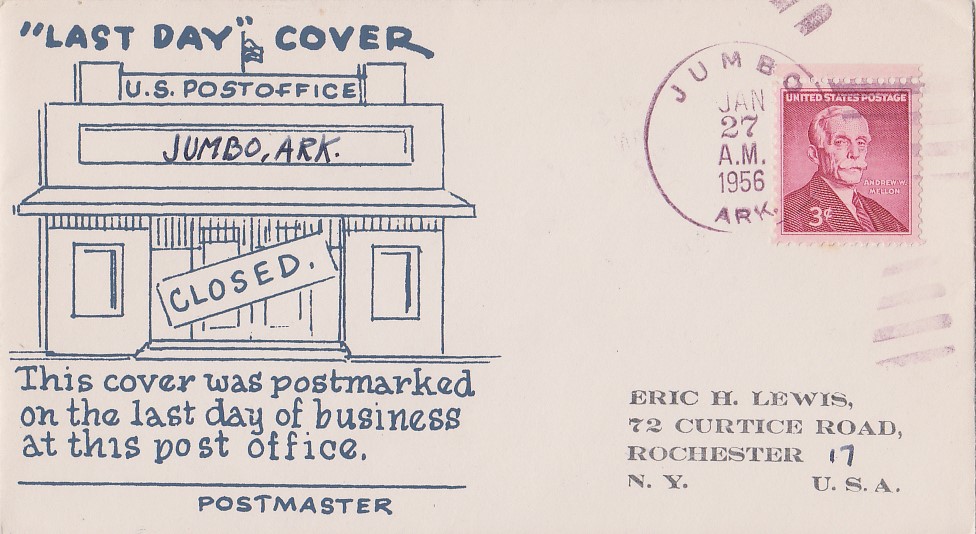 "LAST DAY" COVER
U.S. POSTOFFICE
JUMBO, ARK.
CLOSED.
This cover was postmarked
on the last day of business
at this post office.
POSTMASTER
JUMBO
JAN
27
A.M.
1956
ARK.
UNITED STATES POSTAGE
ANDREW W.
MELLON
3¢
ERIC H. LEWIS,
72 CURTICE ROAD,
ROCHESTER 17
N. Y. U. S. A.